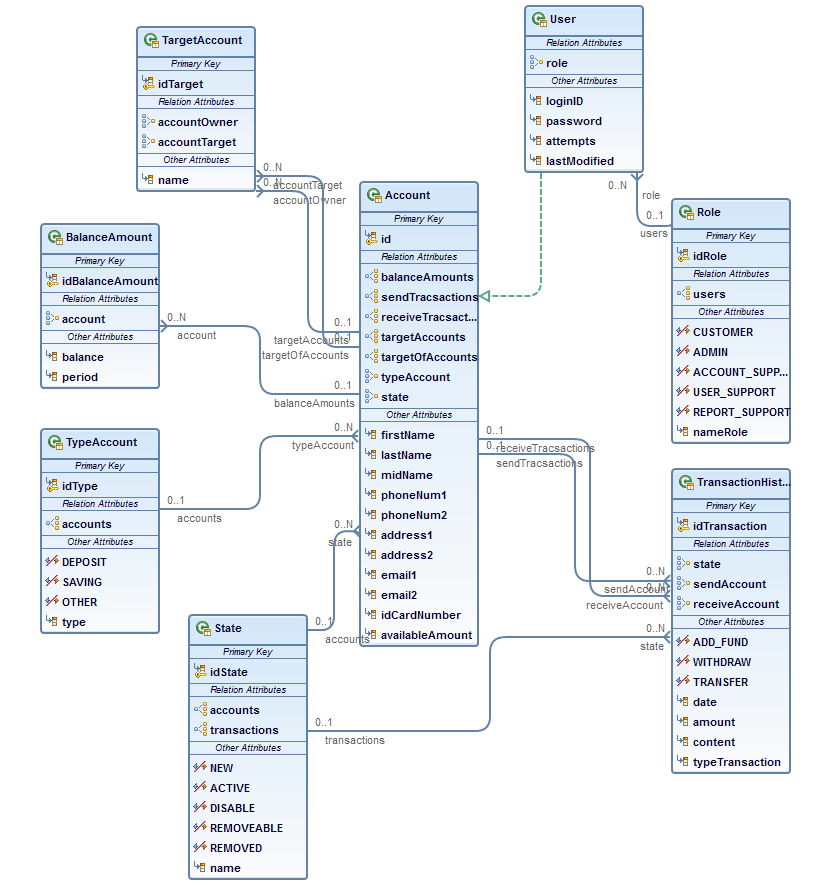 User
Relation Attributes
role
Other Attributes
loginID
password
attempts
lastModified
TargetAccount
Primary Key
idTarget
Relation Attributes
accountOwner
accountTarget
Other Attributes
name
0..N
accountTarget
0..N
accountOwner
0..N
role
0..1
users
Account
Primary Key
id
Relation Attributes
balanceAmounts
sendTracsactions
receiveTracsact...
targetAccounts
targetOfAccounts
typeAccount
state
Other Attributes
firstName
lastName
midName
phoneNum1
phoneNum2
address1
address2
email1
email2
idCardNumber
availableAmount
Role
Primary Key
idRole
Relation Attributes
users
Other Attributes
CUSTOMER
ADMIN
ACCOUNT_SUPP...
USER_SUPPORT
REPORT_SUPPORT
nameRole
BalanceAmount
Primary Key
idBalanceAmount
Relation Attributes
account
Other Attributes
balance
period
0..N
account
0..1
targetAccounts
0..1
targetOfAccounts
0..1
balanceAmounts
TypeAccount
Primary Key
idType
Relation Attributes
accounts
Other Attributes
DEPOSIT
SAVING
OTHER
type
0..N
typeAccount
0..1
accounts
0..1
receiveTracsactions
0..1
sendTracsactions
0..N
state
0..1
accounts
TransactionHist...
Primary Key
idTransaction
Relation Attributes
state
sendAccount
receiveAccount
Other Attributes
ADD_FUND
WITHDRAW
TRANSFER
date
amount
content
typeTransaction
0..N
sendAccount
0..N
receiveAccount
0..N
state
State
Primary Key
idState
Relation Attributes
accounts
transactions
Other Attributes
NEW
ACTIVE
DISABLE
REMOVEABLE
REMOVED
name
0..1
transactions